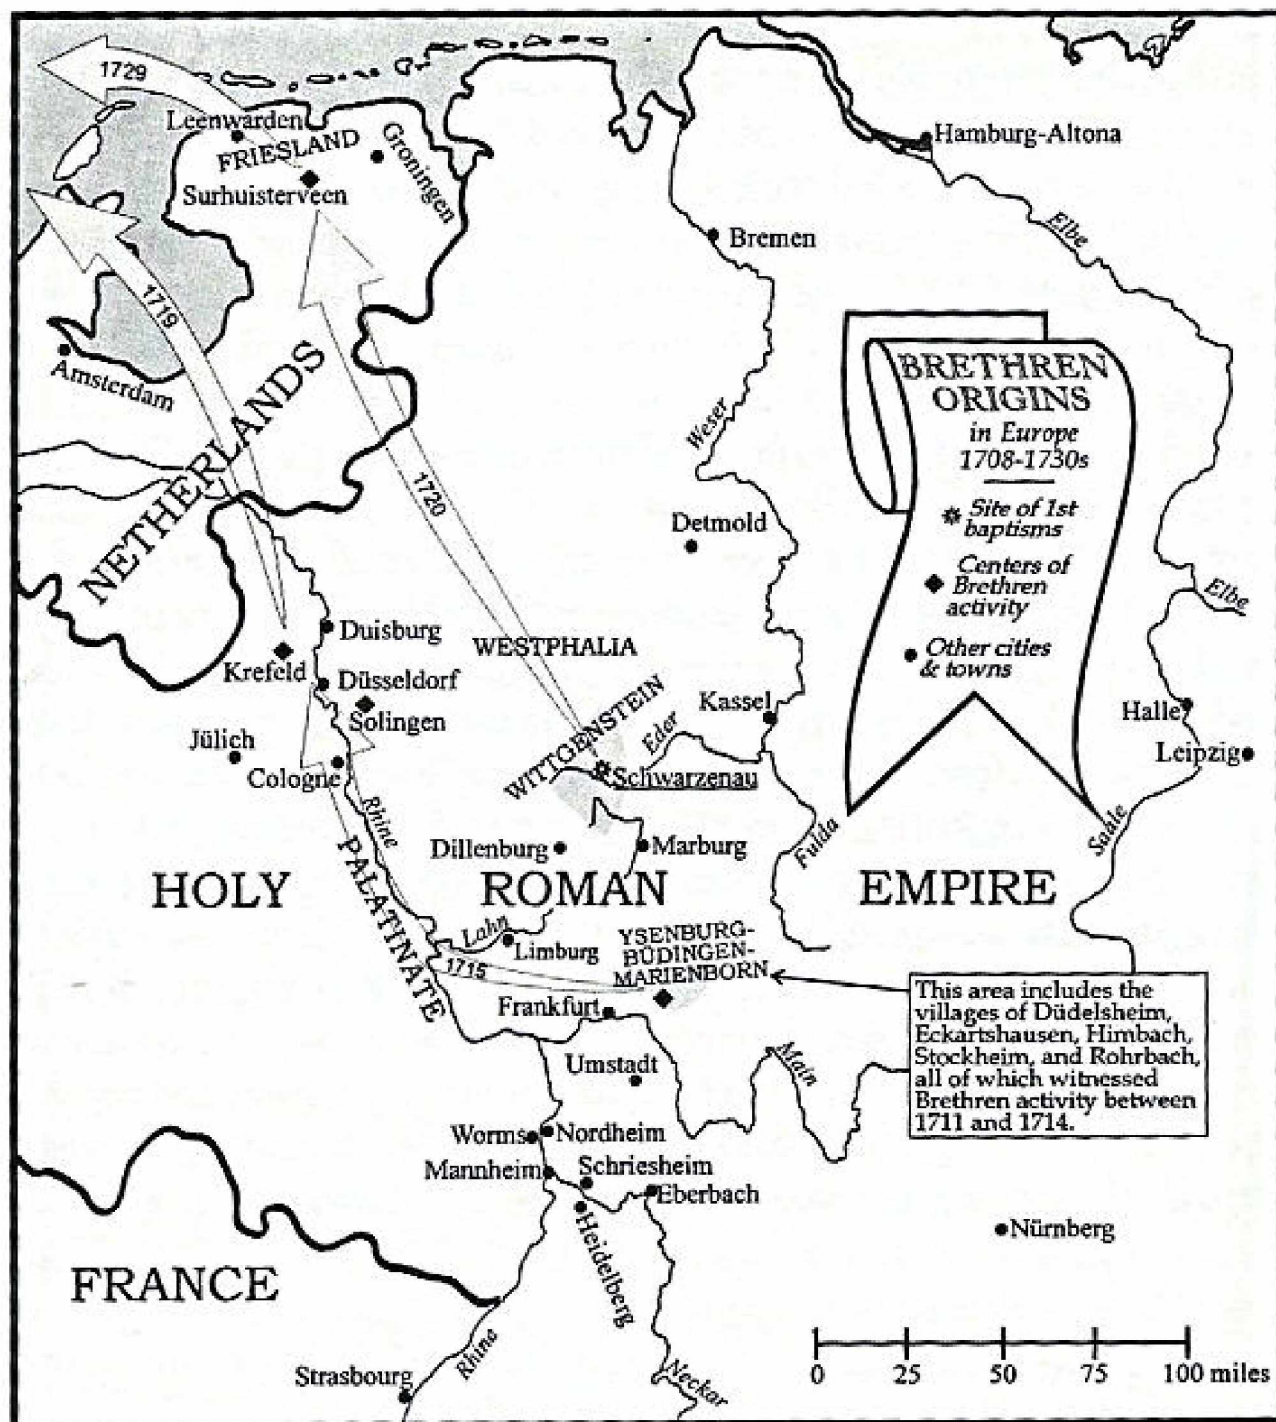 1729
Leenwarden
FRIESLAND
Groningen
Surhuisterveen
Hamburg-Altona
Elbe
Bremen
1719
Amsterdam
NETHERLANDS
1720
Weser
BRETHREN
ORIGINS
in Europe
1708-1730s
Site of 1st
baptisms
Centers of
Brethren
activity
Other cities
& towns
Detmold
Elbe
Duisburg
WESTPHALIA
Krefeld
Düsseldorf
Solingen
WITTGENSTEIN
Eder
Kassel
Halle
Leipzig
Jülich
Cologne
Schwarzenau
Rhine
Dillenburg
Marburg
Fulda
Saale
PALATINATE
HOLY ROMAN EMPIRE
Lahn
Limburg
YSENBURG-
BÜDINGEN-
MARIENBORN
1715
Frankfurt
This area includes the
villages of Düdelsheim,
Eckartshausen, Himbach,
Stockheim, and Rohrbach,
all of which witnessed
Brethren activity between
1711 and 1714.
Umstadt
Main
Worms
Nordheim
Mannheim
Schriesheim
Eberbach
Heidelberg
Nürnberg
FRANCE
Strasbourg
Rhine
Neckar
0 25 50 75 100 miles